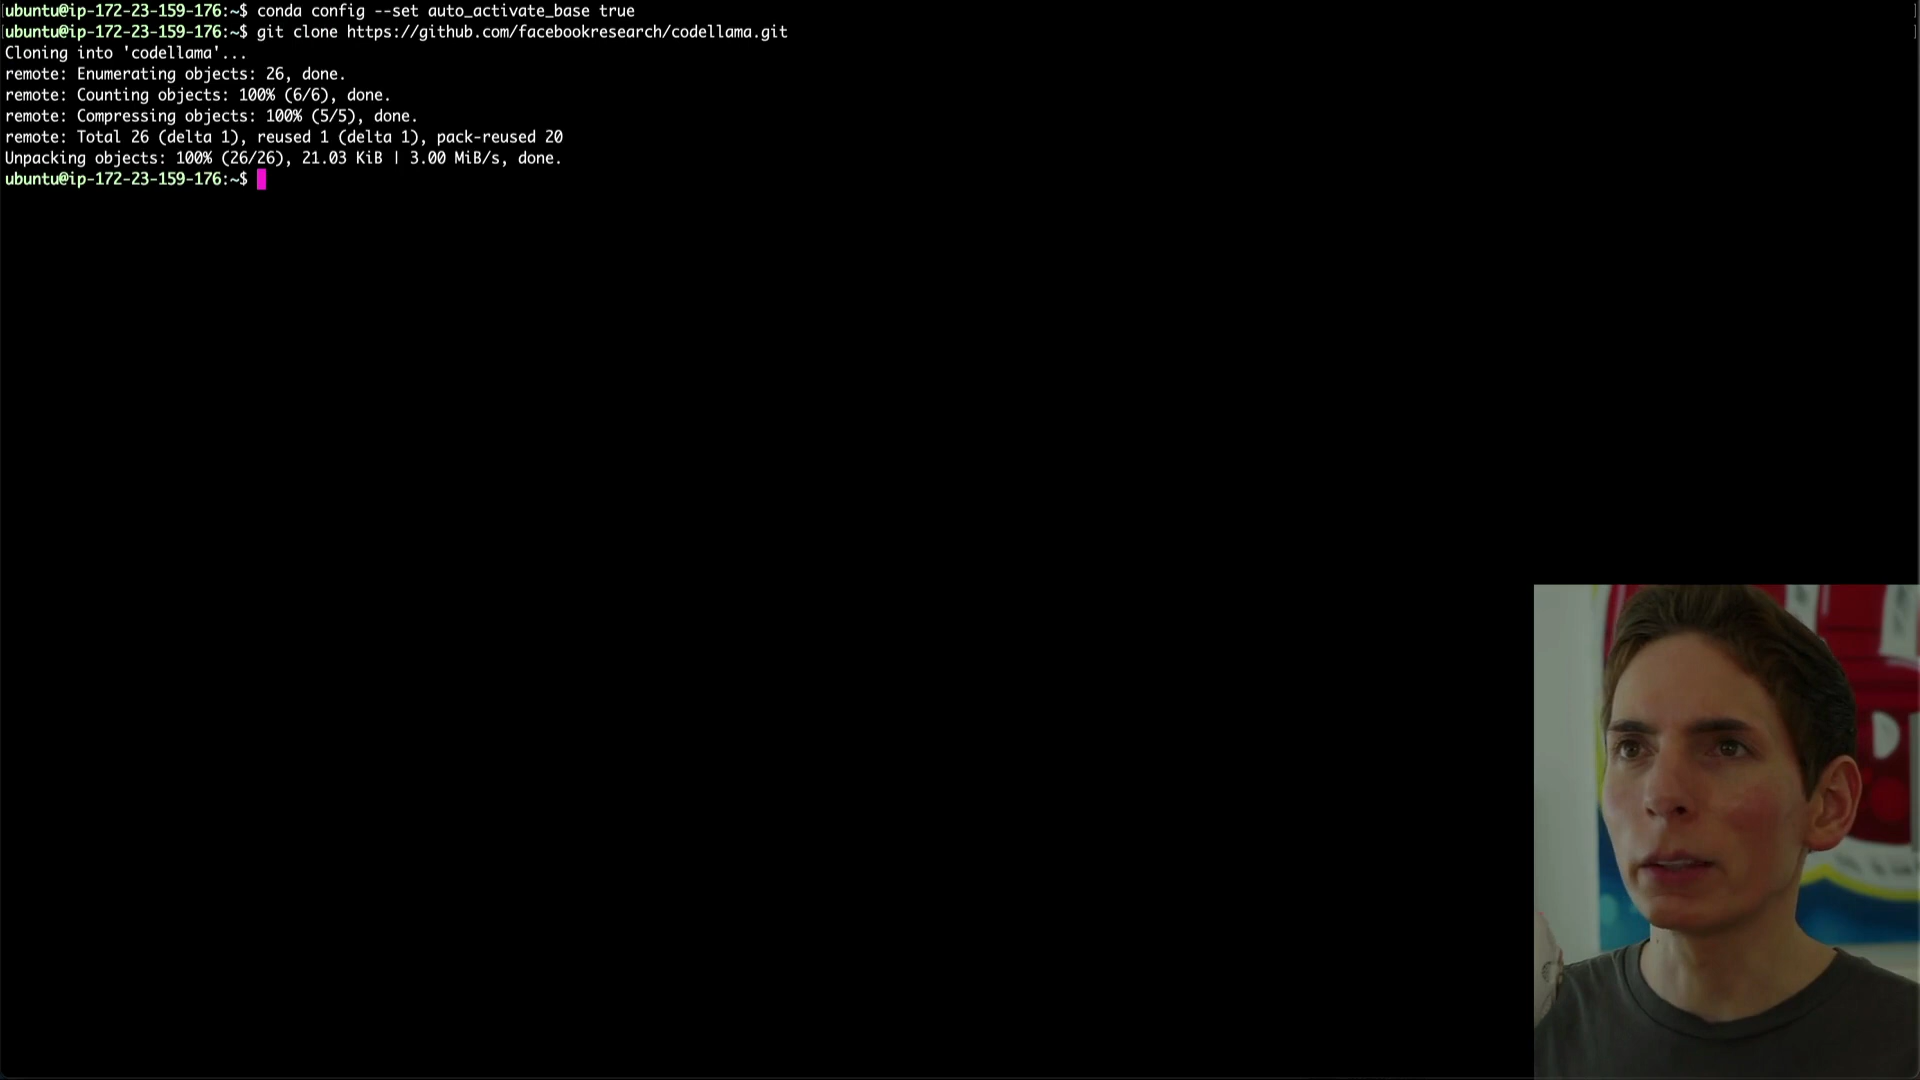 ubuntu@ip-172-23-159-176:~$ conda config --set auto_activate_base true
ubuntu@ip-172-23-159-176:~$ git clone https://github.com/facebookresearch/codellama.git
Cloning into 'codellama'...
remote: Enumerating objects: 26, done.
remote: Counting objects: 100% (6/6), done.
remote: Compressing objects: 100% (5/5), done.
remote: Total 26 (delta 1), reused 1 (delta 1), pack-reused 20
Unpacking objects: 100% (26/26), 21.03 KiB | 3.00 MiB/s, done.
ubuntu@ip-172-23-159-176:~$